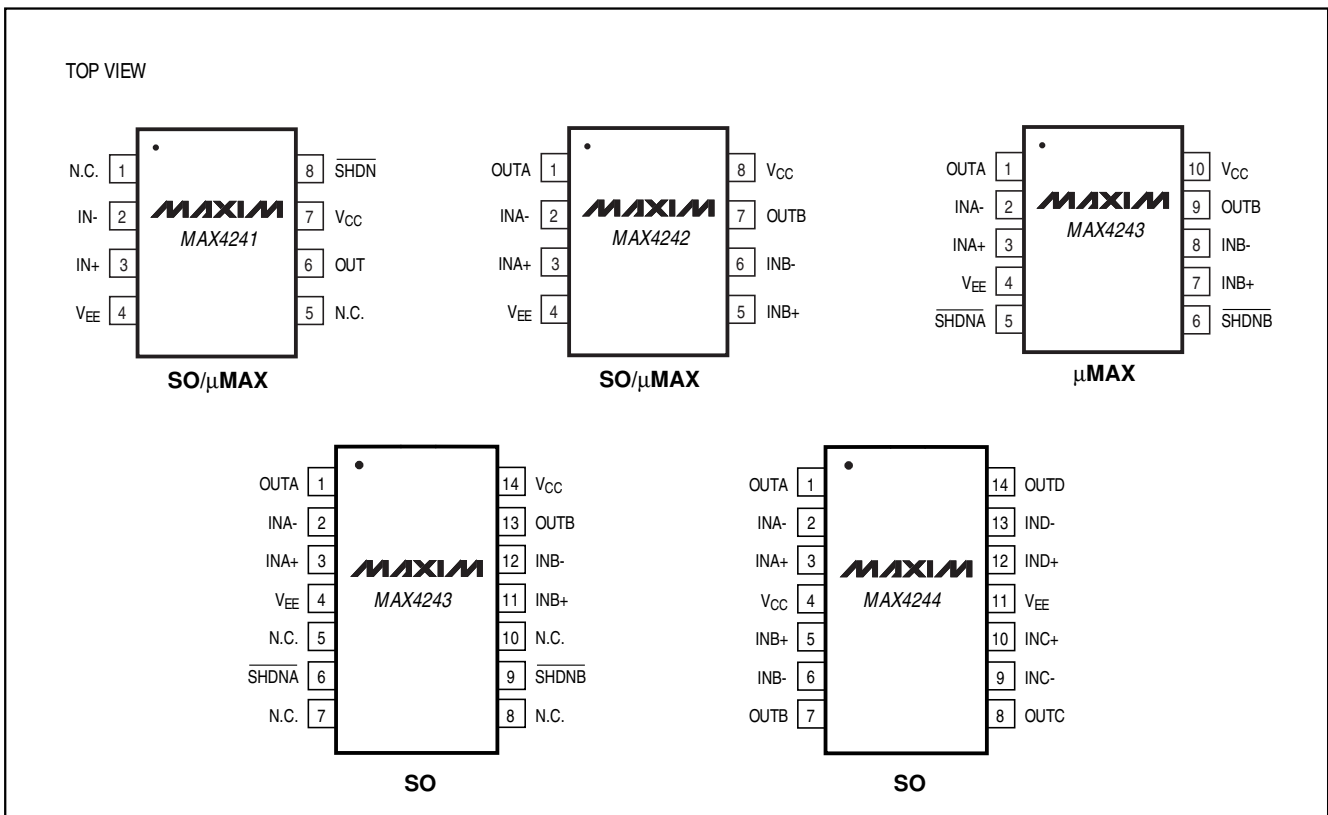 TOP VIEW
MAXIM
MAX4241
N.C. 1
IN- 2
IN+ 3
VEE 4
8 SHDN
7 VCC
6 OUT
5 N.C.
SO/μMAX
MAXIM
MAX4242
OUTA 1
INA- 2
INA+ 3
VEE 4
8 VCC
7 OUTB
6 INB-
5 INB+
SO/μMAX
MAXIM
MAX4243
OUTA 1
INA- 2
INA+ 3
VEE 4
SHDNA 5
10 VCC
9 OUTB
8 INB-
7 INB+
6 SHDNB
μMAX
MAXIM
MAX4243
OUTA 1
INA- 2
INA+ 3
VEE 4
N.C. 5
SHDNA 6
N.C. 7
14 VCC
13 OUTB
12 INB-
11 INB+
10 N.C.
9 SHDNB
8 N.C.
SO
MAXIM
MAX4244
OUTA 1
INA- 2
INA+ 3
VCC 4
INB+ 5
INB- 6
OUTB 7
14 OUTD
13 IND-
12 IND+
11 VEE
10 INC+
9 INC-
8 OUTC
SO